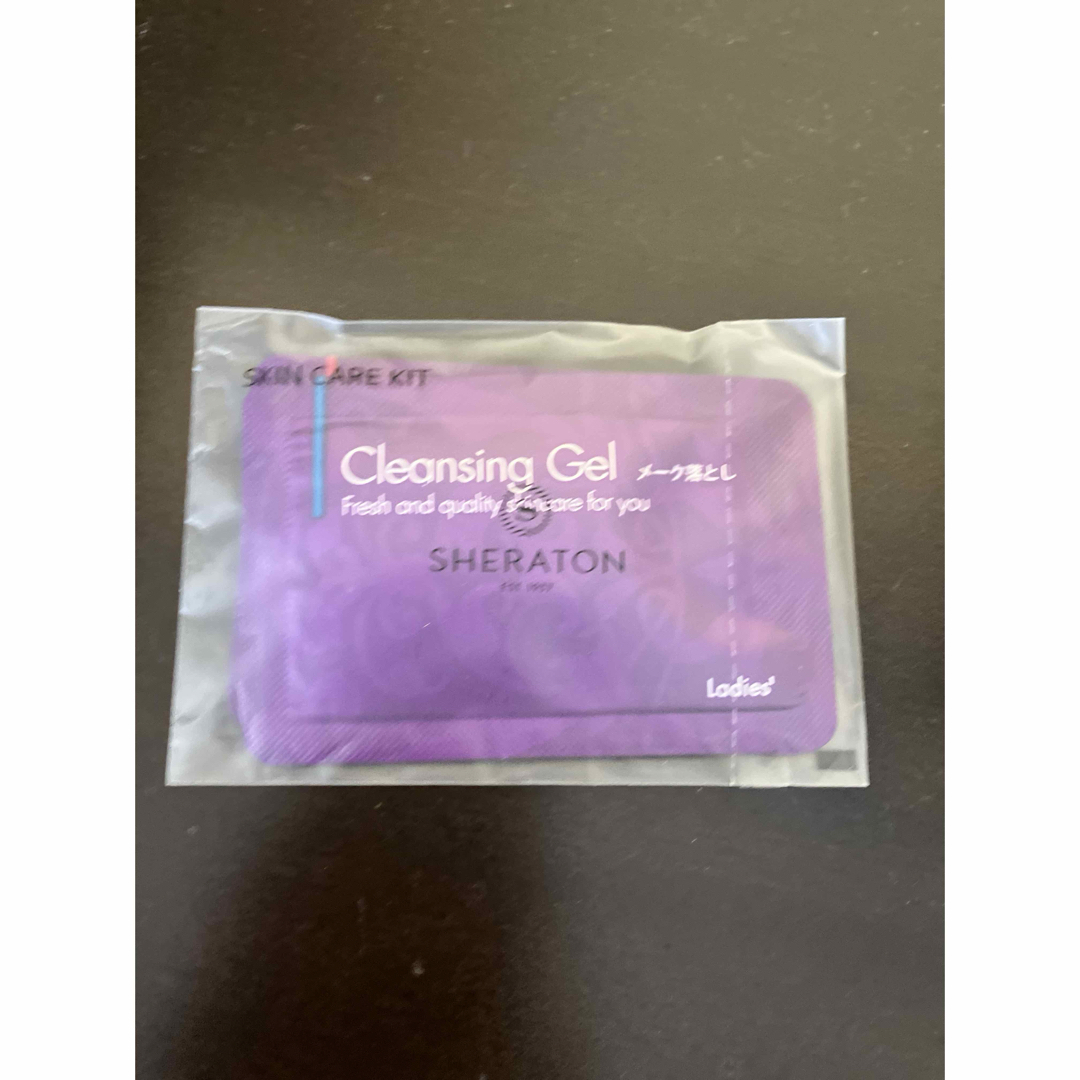 SKIN CARE KIT
Cleansing Gel メーク落とし
Fresh and quality skincare for you
SHERATON
Ladies'